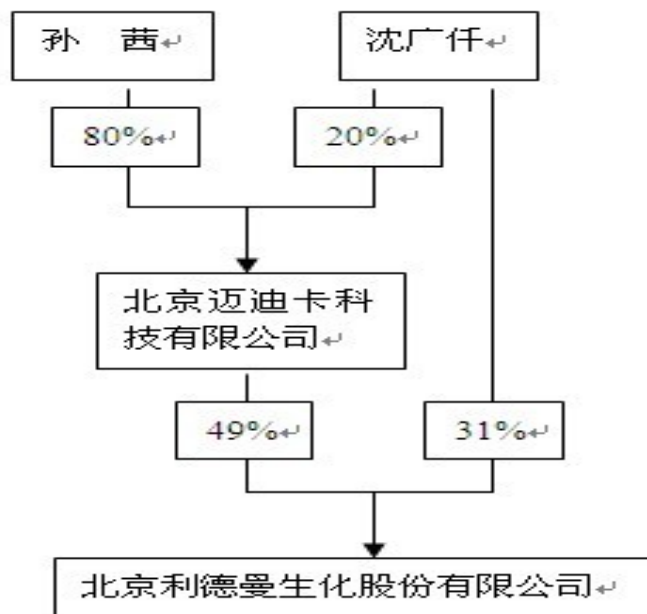 孙 茜
沈广仟
80%
20%
北京迈迪卡科
技有限公司
49%
31%
北京利德曼生化股份有限公司